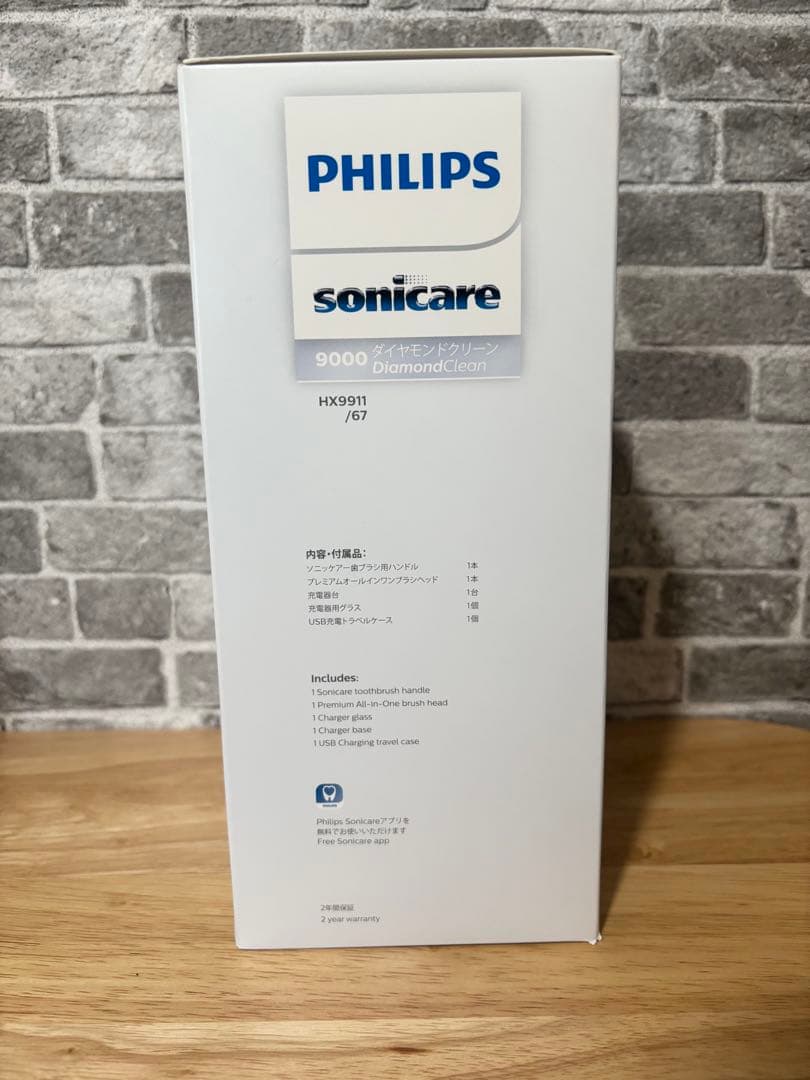 PHILIPS
sonicare
9000 ダイヤモンドクリーン
DiamondClean
HX9911
/67
内容・付属品：
ソニッケアー歯ブラシ用ハンドル 1本
プレミアムオールインワンブラシヘッド 1本
充電器台 1台
充電器用グラス 1個
USB充電トラベルケース 1個
Includes:
1 Sonicare toothbrush handle
1 Premium All-in-One brush head
1 Charger glass
1 Charger base
1 USB Charging travel case
Philips Sonicareアプリを
無料でお使いいただけます
Free Sonicare app
2年間保証
2 year warranty